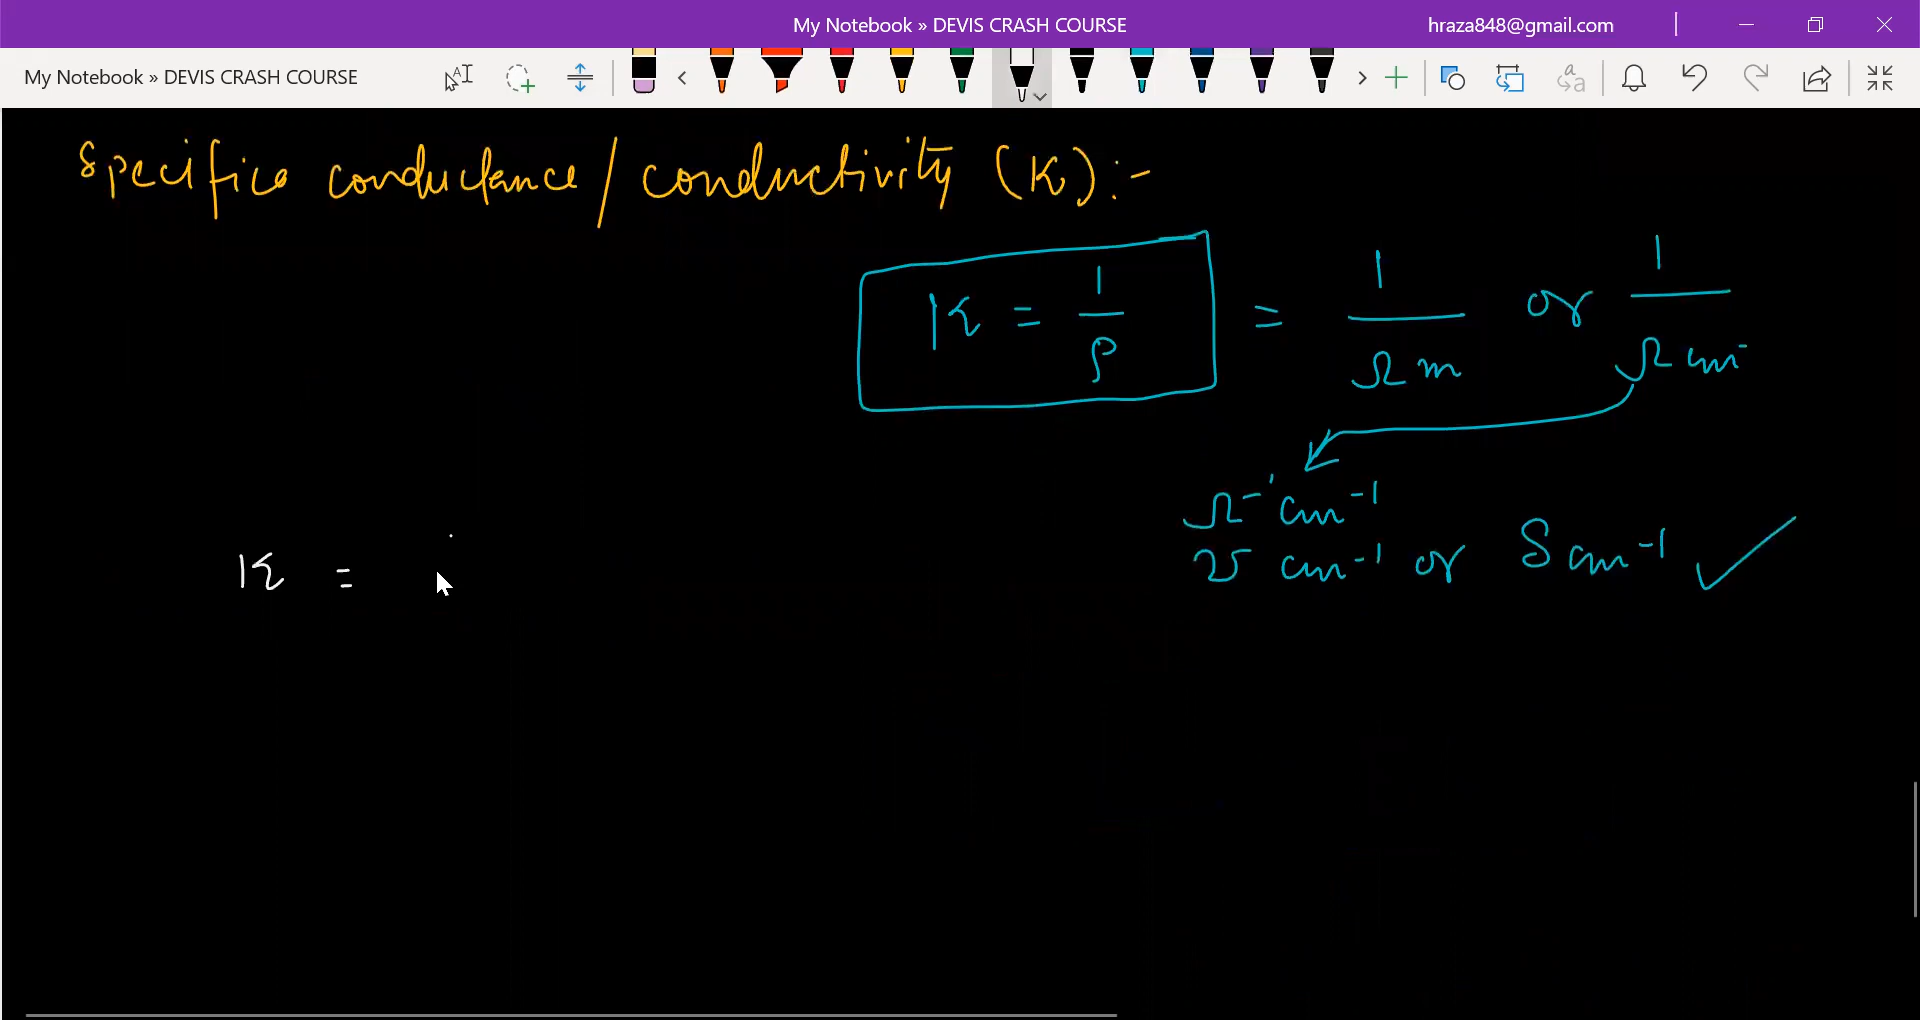 My Notebook » DEVIS CRASH COURSE
hraza848@gmail.com
My Notebook » DEVIS CRASH COURSE
Specific conductance / conductivity (K) :-
K = 1/ρ = 1/Ω m or 1/Ω cm
Ω⁻¹ cm⁻¹
℧ cm⁻¹ or S cm⁻¹ ✓
K =